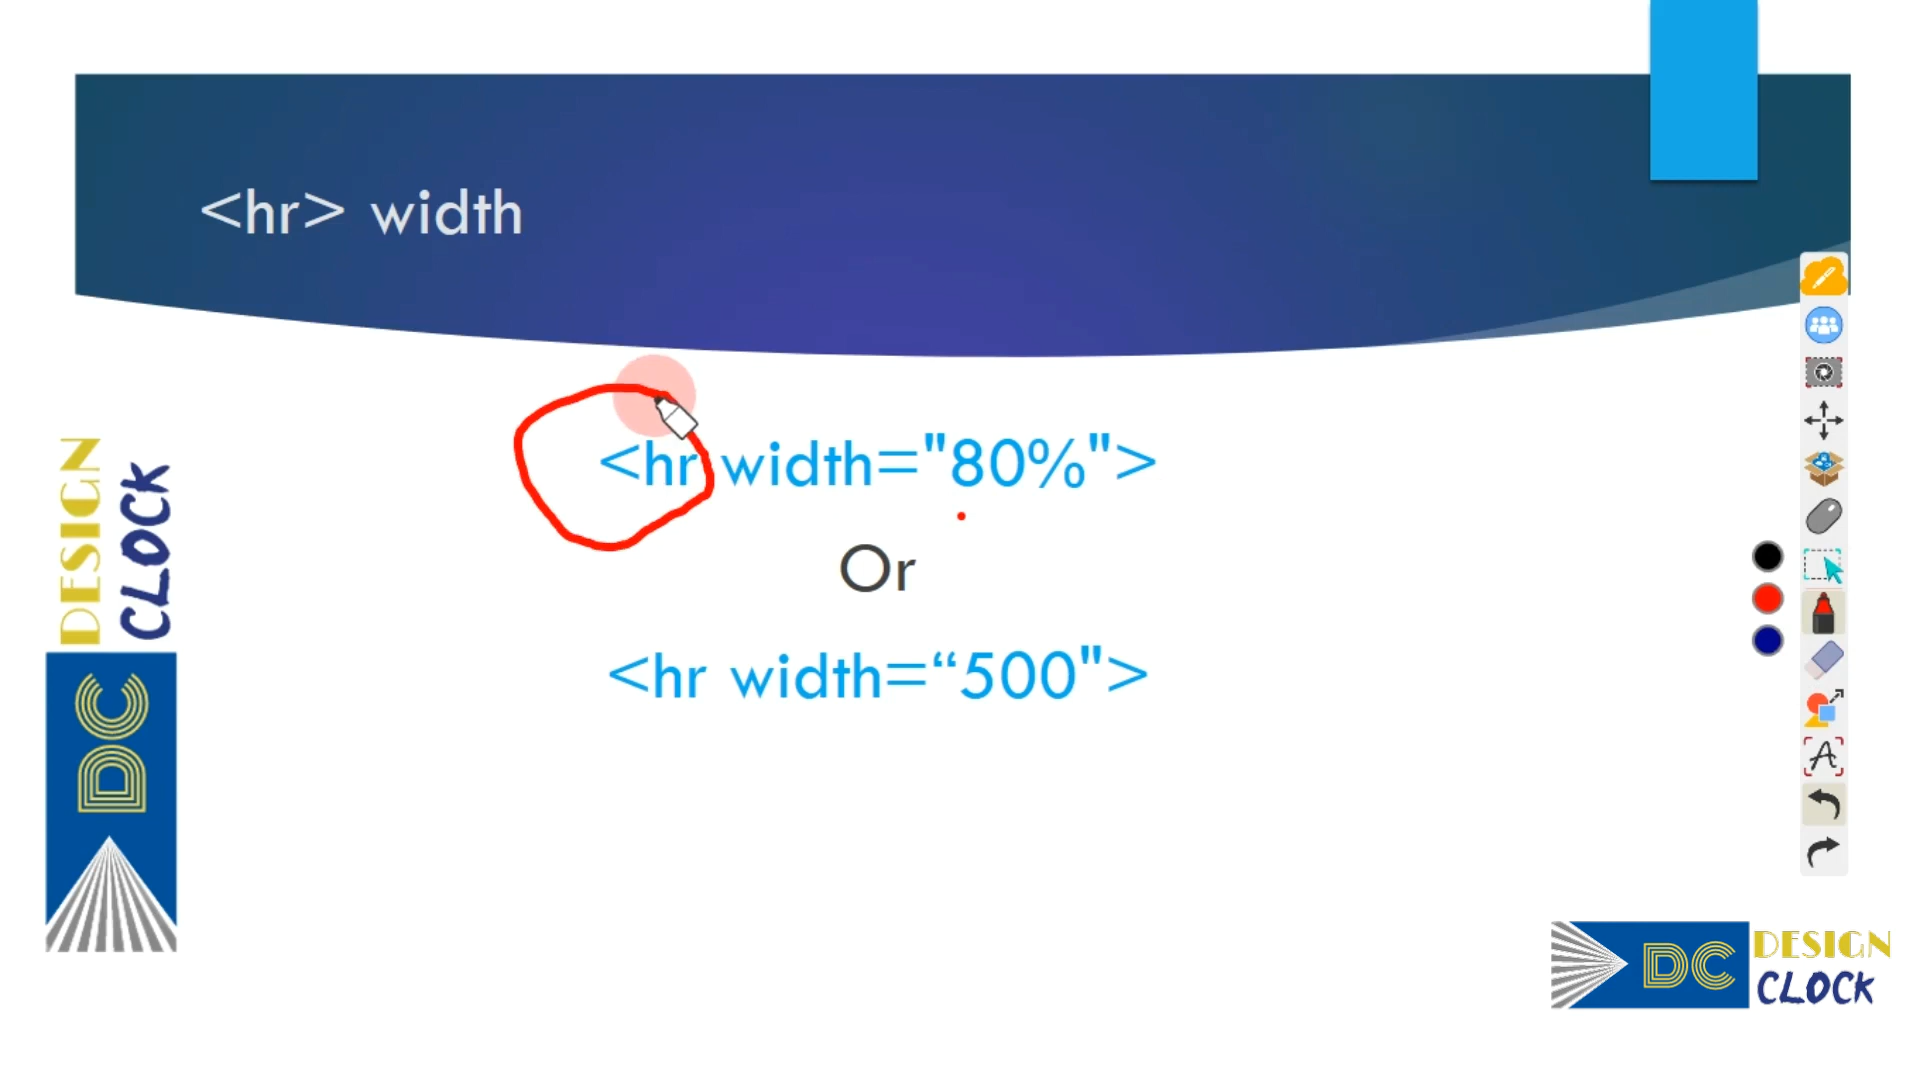 <hr> width
<hr width="80%">
Or
<hr width=“500">
DESIGN
CLOCK
DC
DC
DESIGN
CLOCK